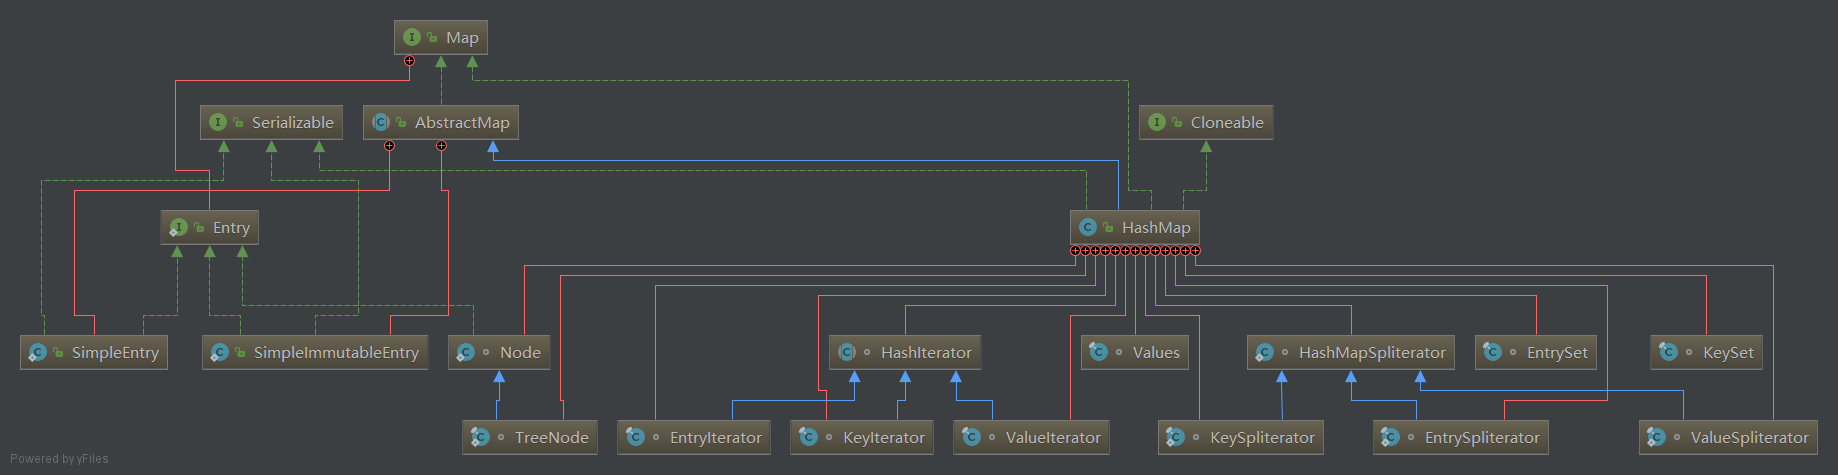 I Map
I Serializable
C AbstractMap
I Cloneable
I Entry
C HashMap
C SimpleEntry
C SimpleImmutableEntry
C Node
C HashIterator
C Values
C HashMapSpliterator
C EntrySet
C KeySet
C TreeNode
C EntryIterator
C KeyIterator
C ValueIterator
C KeySpliterator
C EntrySpliterator
C ValueSpliterator
Powered by yFiles